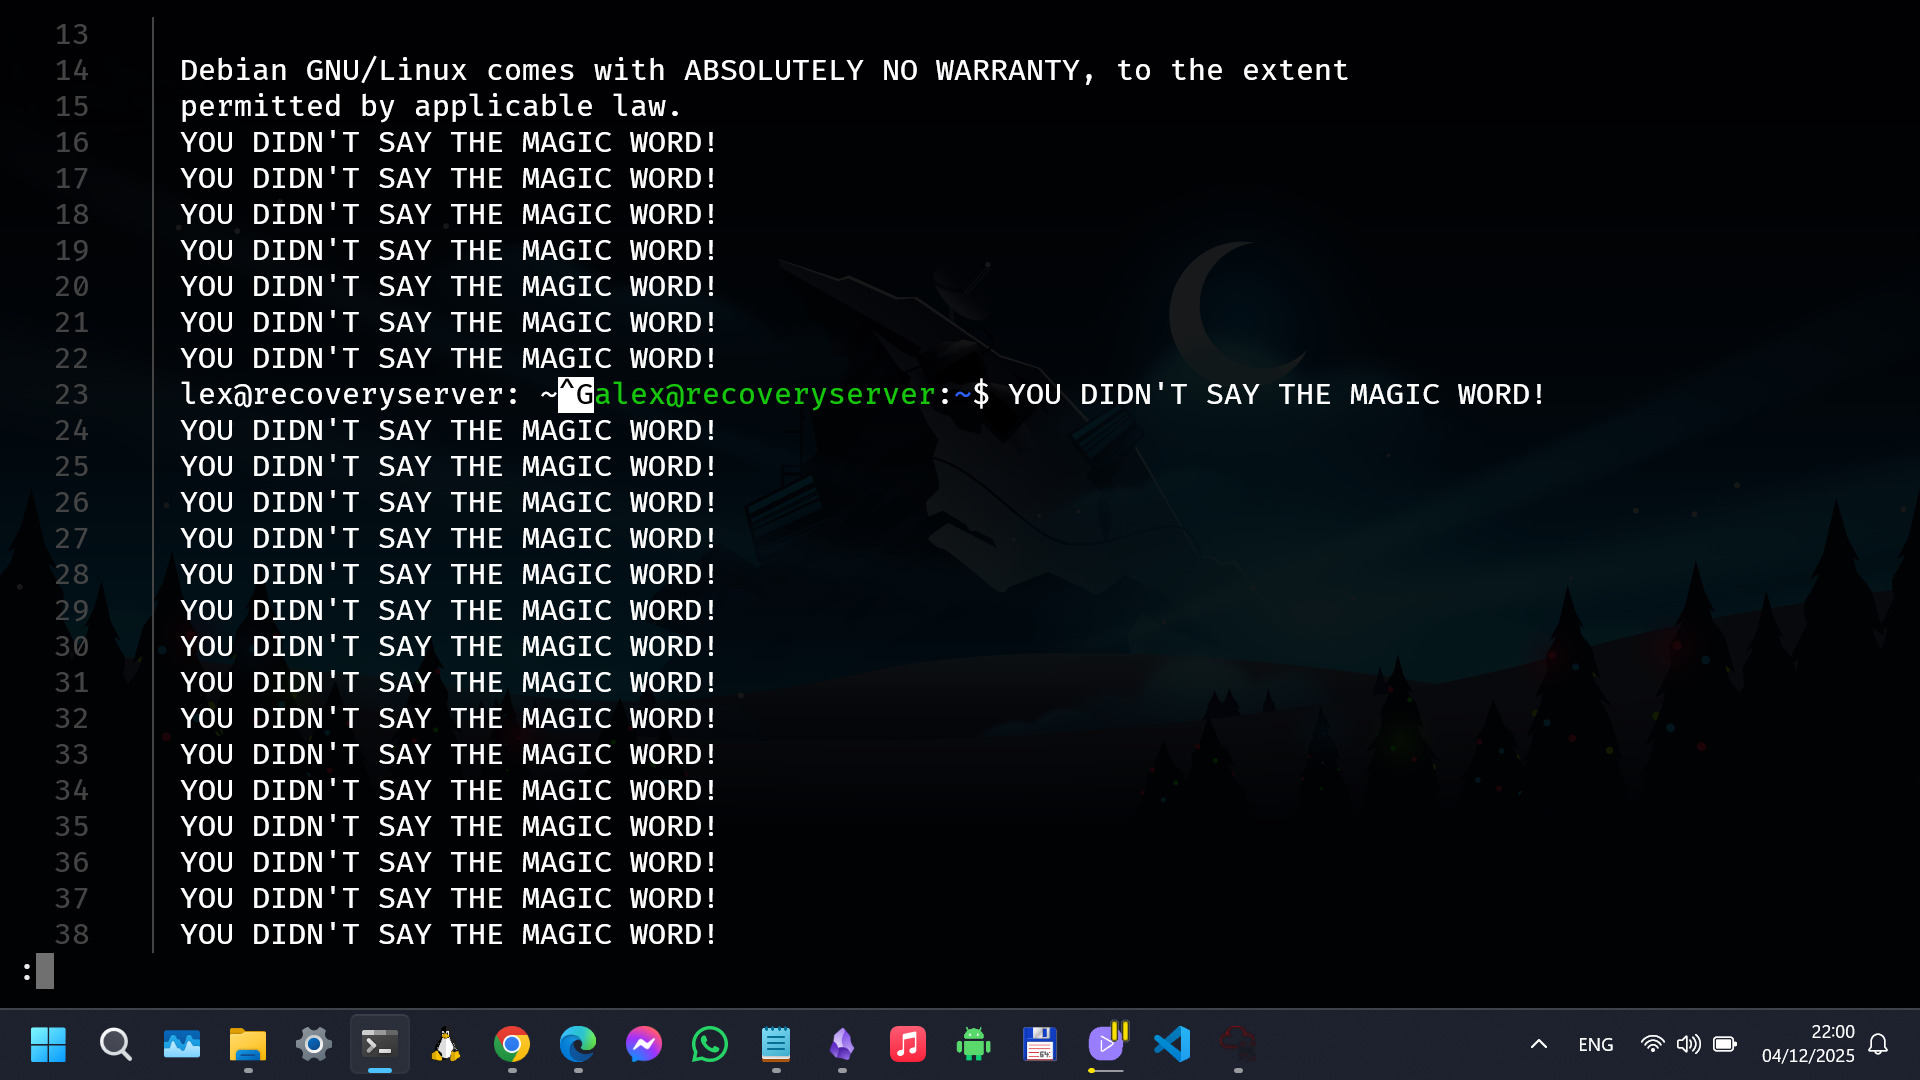 13
14 Debian GNU/Linux comes with ABSOLUTELY NO WARRANTY, to the extent
15 permitted by applicable law.
16 YOU DIDN'T SAY THE MAGIC WORD!
17 YOU DIDN'T SAY THE MAGIC WORD!
18 YOU DIDN'T SAY THE MAGIC WORD!
19 YOU DIDN'T SAY THE MAGIC WORD!
20 YOU DIDN'T SAY THE MAGIC WORD!
21 YOU DIDN'T SAY THE MAGIC WORD!
22 YOU DIDN'T SAY THE MAGIC WORD!
23 lex@recoveryserver: ~^Galex@recoveryserver:~$ YOU DIDN'T SAY THE MAGIC WORD!
24 YOU DIDN'T SAY THE MAGIC WORD!
25 YOU DIDN'T SAY THE MAGIC WORD!
26 YOU DIDN'T SAY THE MAGIC WORD!
27 YOU DIDN'T SAY THE MAGIC WORD!
28 YOU DIDN'T SAY THE MAGIC WORD!
29 YOU DIDN'T SAY THE MAGIC WORD!
30 YOU DIDN'T SAY THE MAGIC WORD!
31 YOU DIDN'T SAY THE MAGIC WORD!
32 YOU DIDN'T SAY THE MAGIC WORD!
33 YOU DIDN'T SAY THE MAGIC WORD!
34 YOU DIDN'T SAY THE MAGIC WORD!
35 YOU DIDN'T SAY THE MAGIC WORD!
36 YOU DIDN'T SAY THE MAGIC WORD!
37 YOU DIDN'T SAY THE MAGIC WORD!
38 YOU DIDN'T SAY THE MAGIC WORD!
:
64
ENG
22:00
04/12/2025